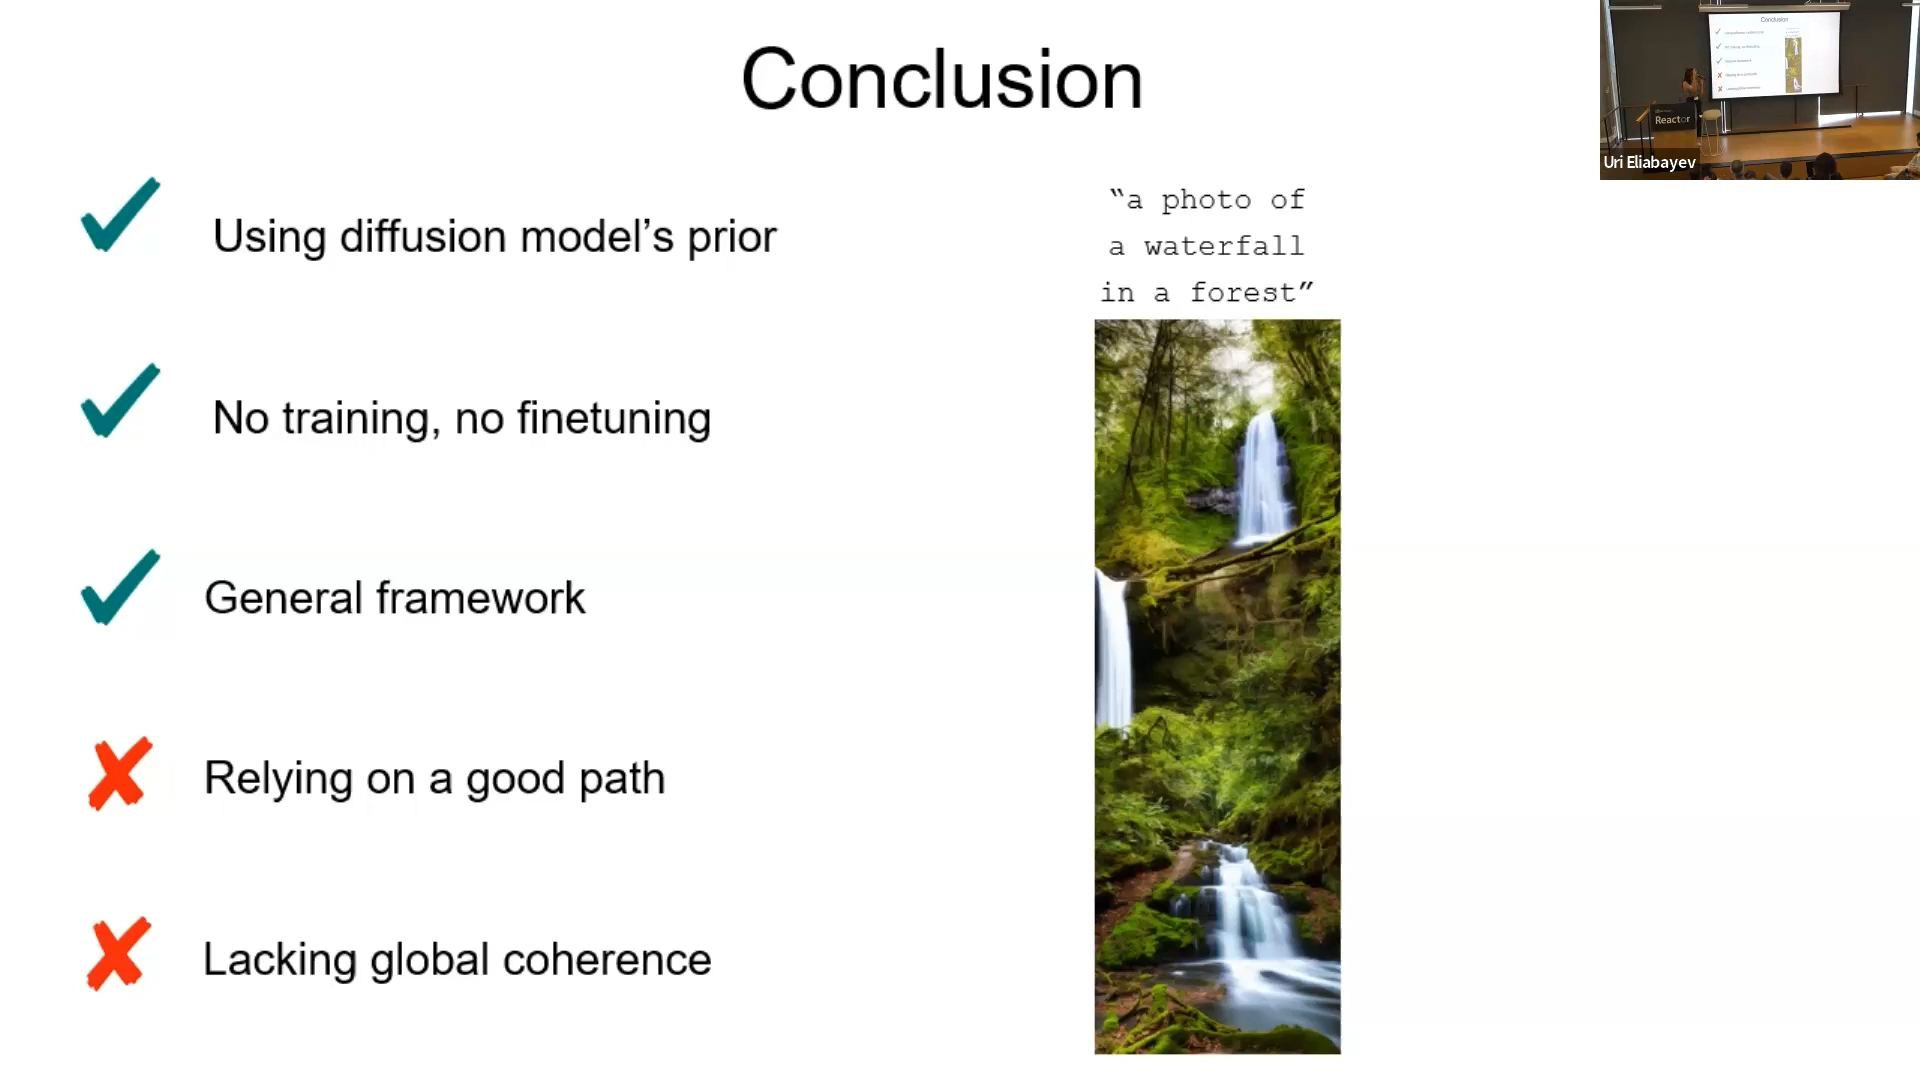 Conclusion
Using diffusion model’s prior
No training, no finetuning
General framework
Relying on a good path
Lacking global coherence
“a photo of
a waterfall
in a forest”
Conclusion
Reactor
Uri Eliabayev